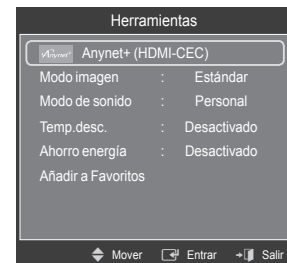 Herramientas
Anynet+ Anynet+ (HDMI-CEC)
Modo imagen : Estándar
Modo de sonido : Personal
Temp.desc. : Desactivado
Ahorro energía : Desactivado
Añadir a Favoritos
Mover Entrar Salir